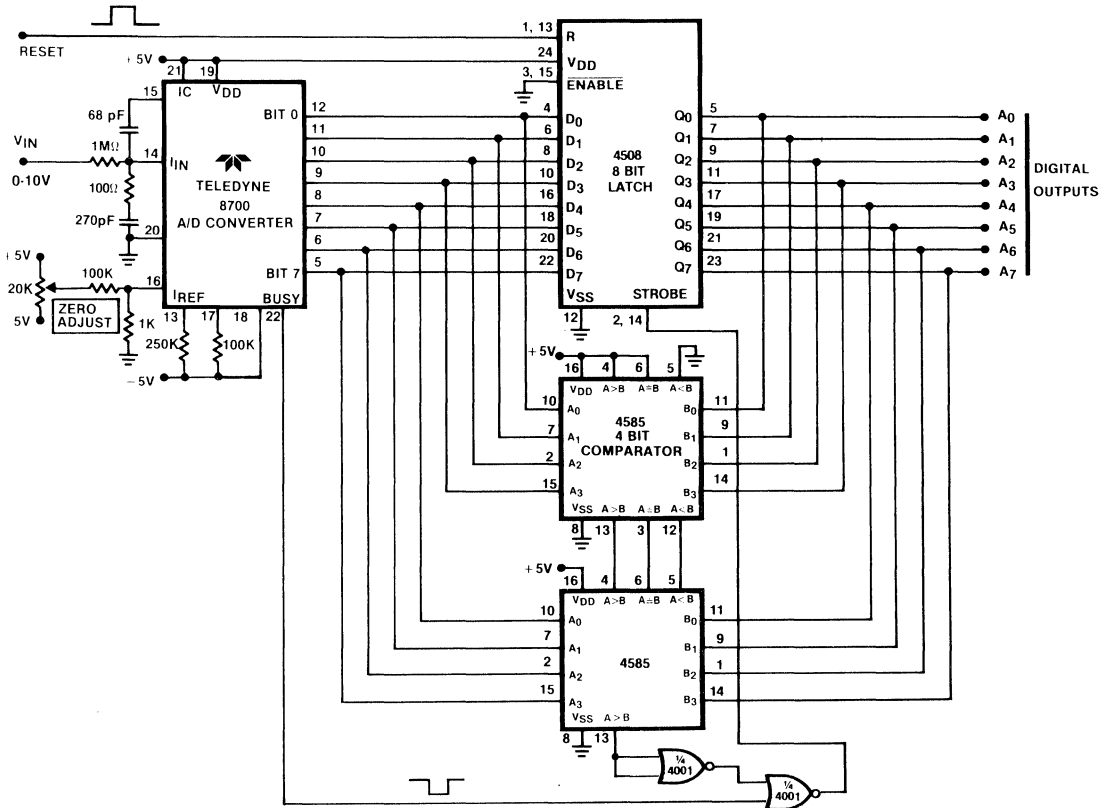 RESET
1, 13
R
+ 5V
24
VDD
21
19
3, 15
ENABLE
15
IC
VDD
68 pF
BIT 0
12
4
D0
Q0
5
A0
11
6
D1
Q1
7
A1
VIN
1MΩ
14
IIN
10
8
D2
4508
8 BIT
LATCH
Q2
9
A2
0-10V
TELEDYNE
8700
A/D CONVERTER
9
10
D3
Q3
11
A3
DIGITAL
OUTPUTS
100Ω
8
16
D4
Q4
17
A4
270pF
7
18
D5
Q5
19
A5
20
6
20
D6
Q6
21
A6
BIT 7
5
22
D7
Q7
23
A7
+5V
20K
5V
100K
16
IREF
BUSY
VSS
STROBE
ZERO
ADJUST
1K
13
17
18
22
12
2, 14
250K
100K
− 5V
+ 5V
16
4
6
5
VDD
A>B
A=B
A<B
10
A0
4585
4 BIT
COMPARATOR
B0
11
7
A1
B1
9
2
A2
B2
1
15
A3
B3
14
VSS
A>B
A=B
A<B
8
13
3
12
+ 5V
16
4
6
5
VDD
A>B
A=B
A<B
10
A0
B0
11
7
A1
4585
B1
9
2
A2
B2
1
15
A3
B3
14
VSS
A>B
8
13
¼
4001
¼
4001